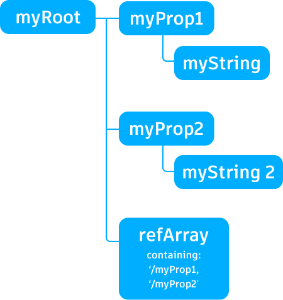 myRoot
myProp1
myString
myProp2
myString 2
refArray
containing:
'/myProp1,
'/myProp2'